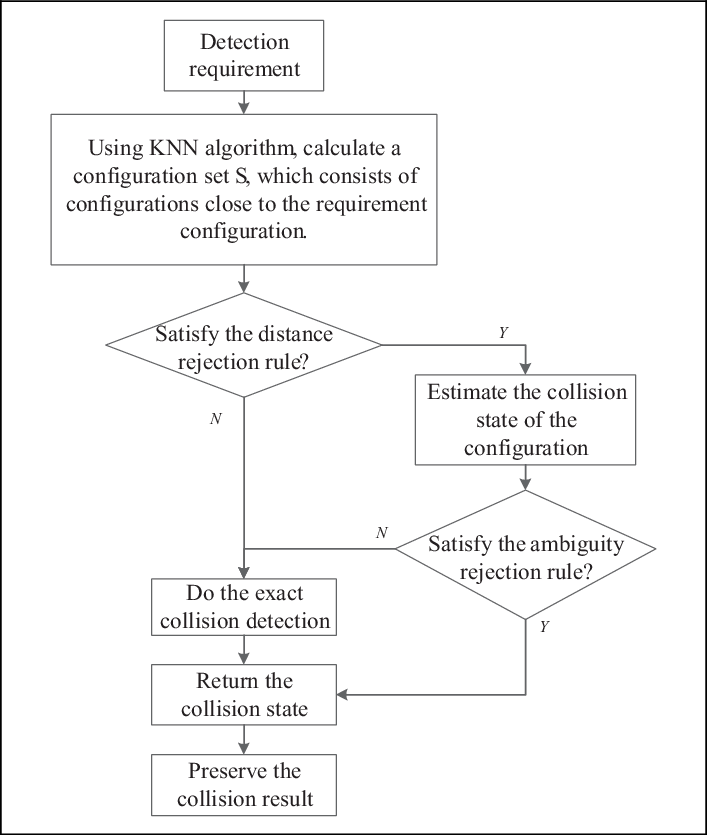 Detection
requirement
Using KNN algorithm, calculate a
configuration set S, which consists of
configurations close to the requirement
configuration.
Satisfy the distance
rejection rule?
Y
N
Estimate the collision
state of the
configuration
Satisfy the ambiguity
rejection rule?
N
Y
Do the exact
collision detection
Return the
collision state
Preserve the
collision result